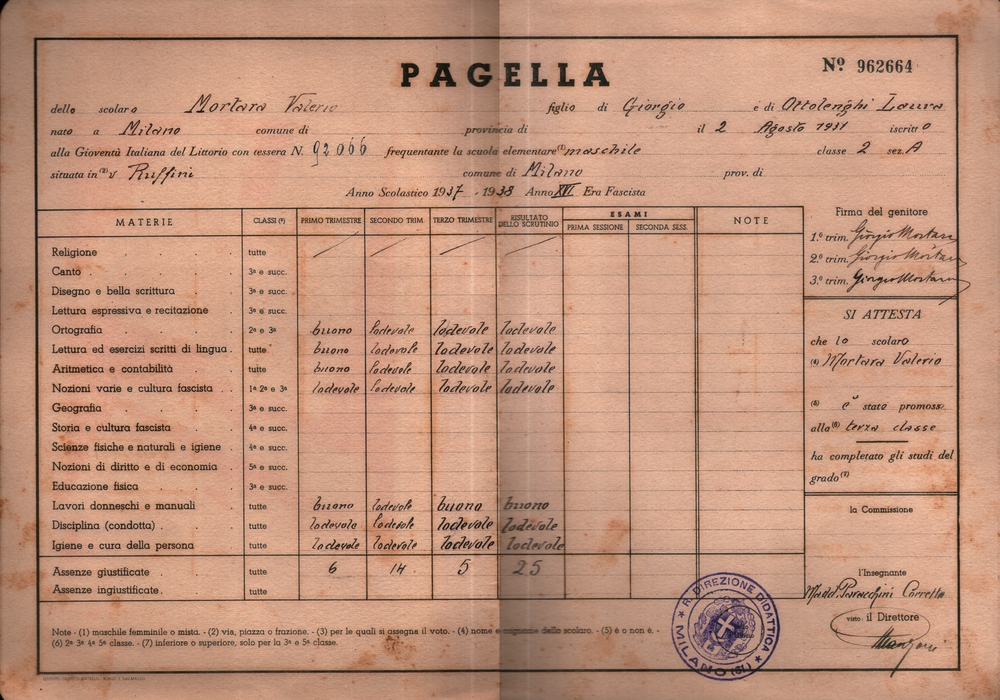 PAGELLA
Nº 962664
dello scolaro Mortara Valerio figlio di Giorgio e di Ottolenghi Laura
nato a Milano comune di provincia di il 2 Agosto 1931 iscritto
alla Gioventú Italiana del Littorio con tessera N. 92066 frequentante la scuola elementare (1) maschile classe 2 sez. A
situata in (2) v Ruffini comune di Milano prov. di
Anno Scolastico 1937 - 1938 Anno XVI Era Fascista
MATERIE CLASSI (3) PRIMO TRIMESTRE SECONDO TRIM. TERZO TRIMESTRE RISULTATO DELLO SCRUTINIO ESAMI PRIMA SESSIONE SECONDA SESS. NOTE
Religione tutte
Canto 3ª e succ.
Disegno e bella scrittura 3ª e succ.
Lettura espressiva e recitazione 3ª e succ.
Ortografia 2ª e 3ª buono lodevole lodevole lodevole
Lettura ed esercizi scritti di lingua. tutte buono lodevole lodevole lodevole
Aritmetica e contabilità tutte buono lodevole lodevole lodevole
Nozioni varie e cultura fascista 1ª 2ª e 3ª lodevole lodevole lodevole lodevole
Geografia 3ª e succ.
Storia e cultura fascista 4ª e succ.
Scienze fisiche e naturali e igiene 4ª e succ.
Nozioni di diritto e di economia 5ª e succ.
Educazione fisica 3ª e succ.
Lavori donneschi e manuali tutte buono lodevole buono buono
Disciplina (condotta) tutte lodevole lodevole lodevole lodevole
Igiene e cura della persona tutte lodevole lodevole lodevole lodevole
Assenze giustificate tutte 6 14 5 25
Assenze ingiustificate tutte
Firma del genitore
1.º trim. Giorgio Mortara
2.º trim. Giorgio Mortara
3.º trim. Giorgio Mortara
SI ATTESTA
che lo scolaro
(4) Mortara Valerio
(5) è stato promosso
alla (6) terza classe
ha completato gli studi del
grado (7)
la Commissione
l'Insegnante
Madd. Paracchini Corretta
visto: il Direttore
Note - (1) maschile femminile o mista. - (2) via, piazza o frazione. - (3) per le quali si assegna il voto. - (4) nome e cognome dello scolaro. - (5) è o non è. -
(6) 2ª 3ª 4ª 5ª classe. - (7) inferiore o superiore, solo per la 3ª e 5ª classe.
R. DIREZIONE DIDATTICA
MILANO